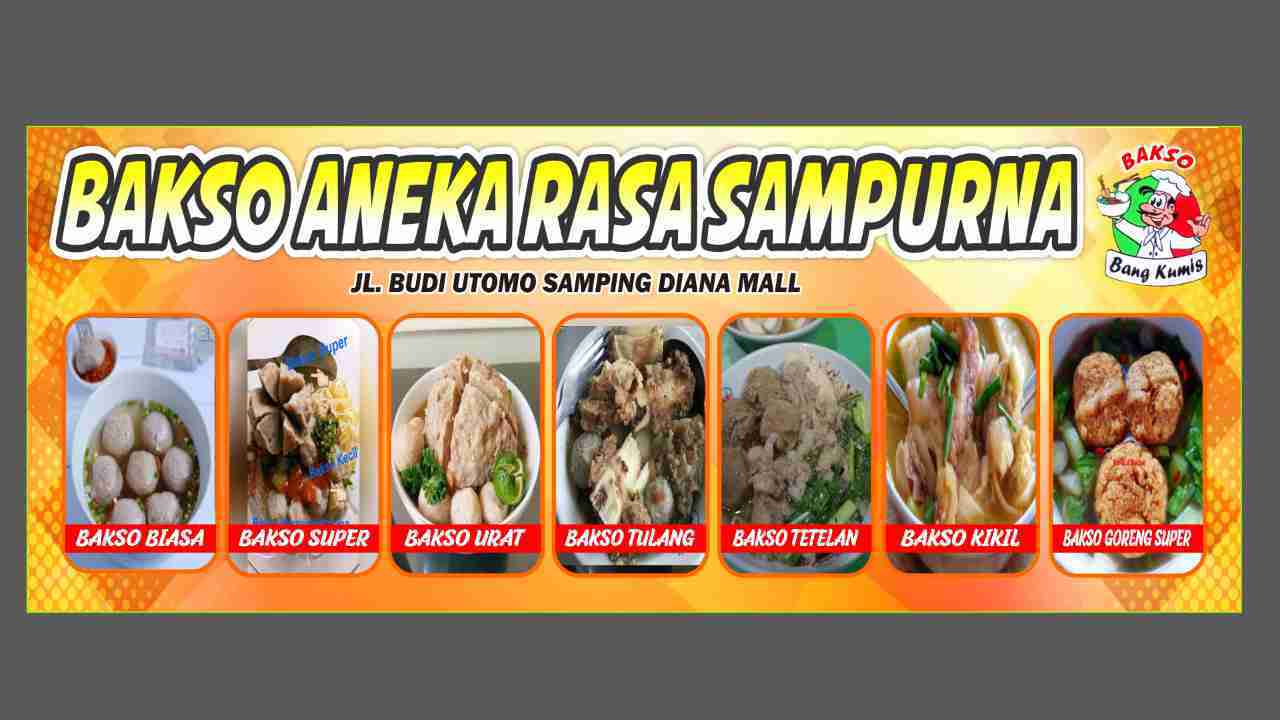 BAKSO ANEKA RASA SAMPURNA
BAKSO
Bang Kumis
JL. BUDI UTOMO SAMPING DIANA MALL
Super
Bakso Kecil
BAKSO BIASA
BAKSO SUPER
BAKSO URAT
BAKSO TULANG
BAKSO TETELAN
BAKSO KIKIL
BAKSO GORENG SUPER